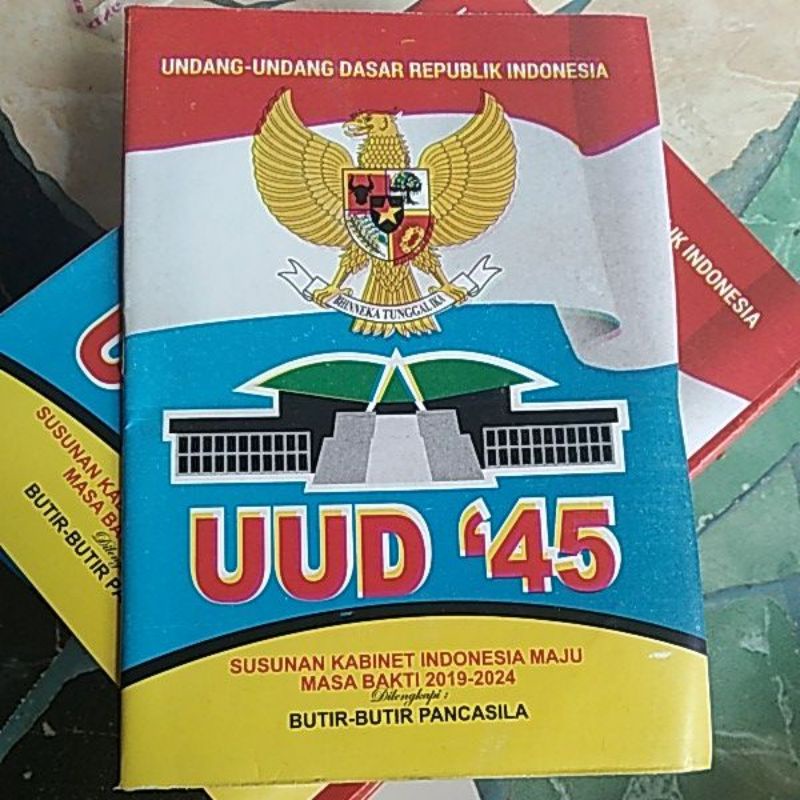 UNDANG-UNDANG DASAR REPUBLIK INDONESIA
BHINNEKA TUNGGAL IKA
UUD '45
SUSUNAN KABINET INDONESIA MAJU
MASA BAKTI 2019-2024
Dilengkapi :
BUTIR-BUTIR PANCASILA
INDONESIA
SUSUNAN
MASA
BUTIR-BUTIR